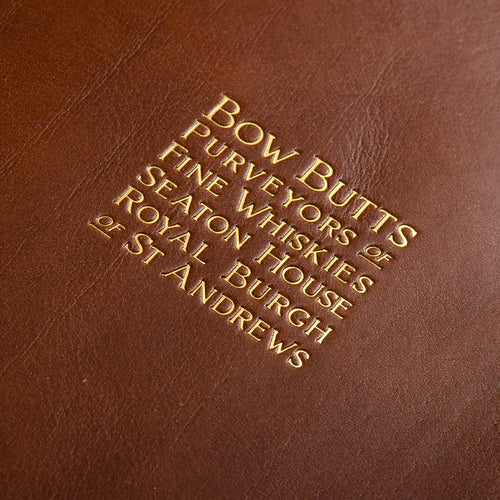 BOW BUTTS
PURVEYORS OF
FINE WHISKIES
SEATON HOUSE
ROYAL BURGH
OF ST ANDREWS